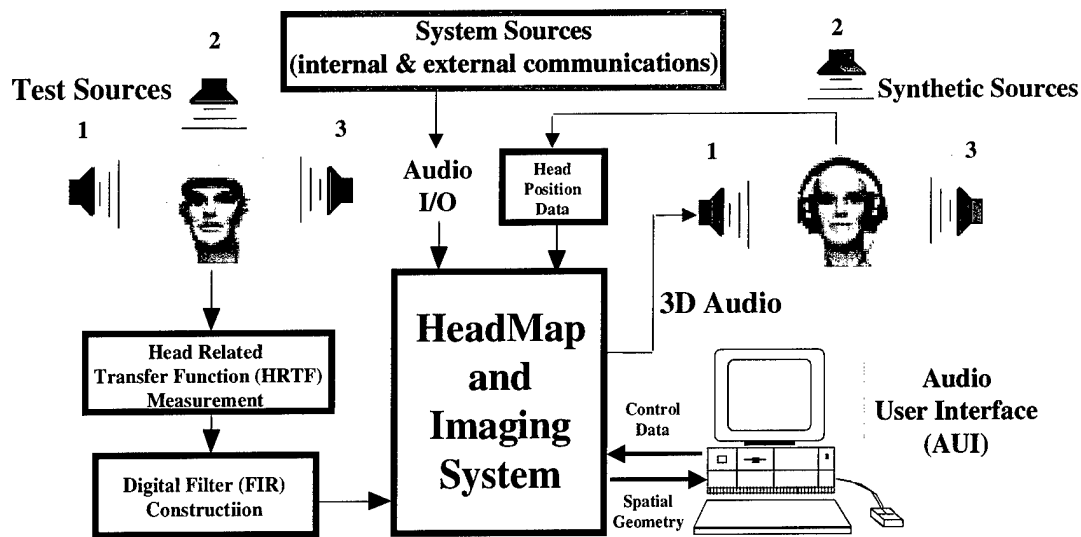 System Sources
(internal & external communications)
2
Test Sources
1
3
2
Synthetic Sources
1
3
Audio
I/O
Head
Position
Data
3D Audio
Head Related
Transfer Function (HRTF)
Measurement
Digital Filter (FIR)
Constructiion
HeadMap
and
Imaging
System
Control
Data
Spatial
Geometry
Audio
User Interface
(AUI)